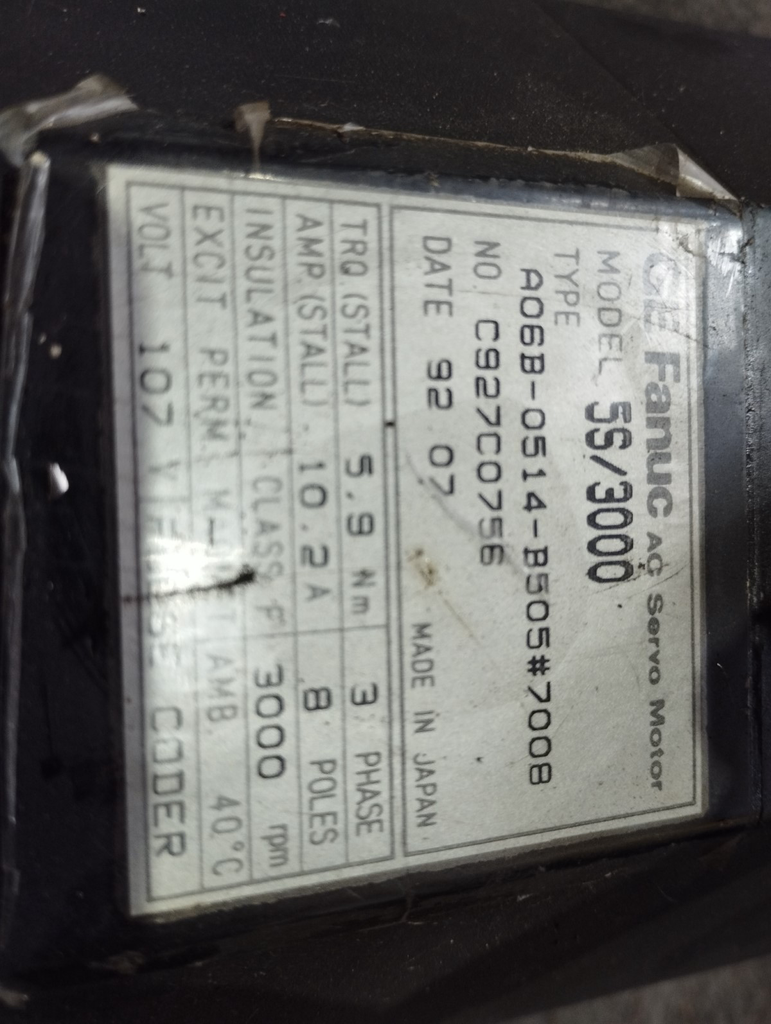 GE Fanuc AC Servo Motor
MODEL 5S/3000
TYPE
A06B-0514-B505#7008
NO. C927C0756
DATE 92 07 MADE IN JAPAN
TRQ.(STALL) 5.9 Nm 3 PHASE
AMP.(STALL) 10.2 A 8 POLES
INSULATION CLASS F 3000 rpm
EXCIT PERM. AMB. 40°C
VOLT 107 V CODER